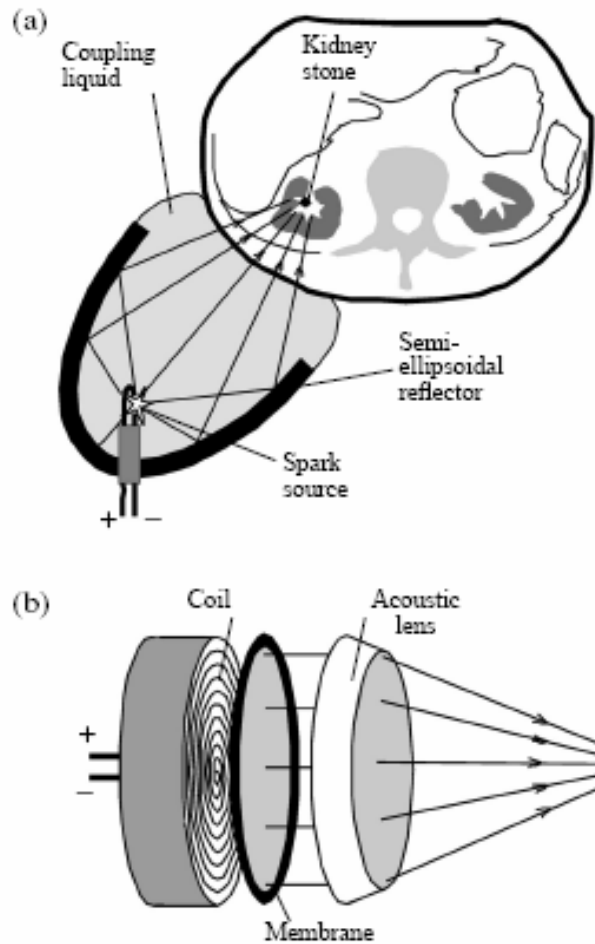 (a)
Coupling
liquid
Kidney
stone
Semi-
ellipsoidal
reflector
Spark
source
+ −
(b)
Coil
Acoustic
lens
+
−
Membrane